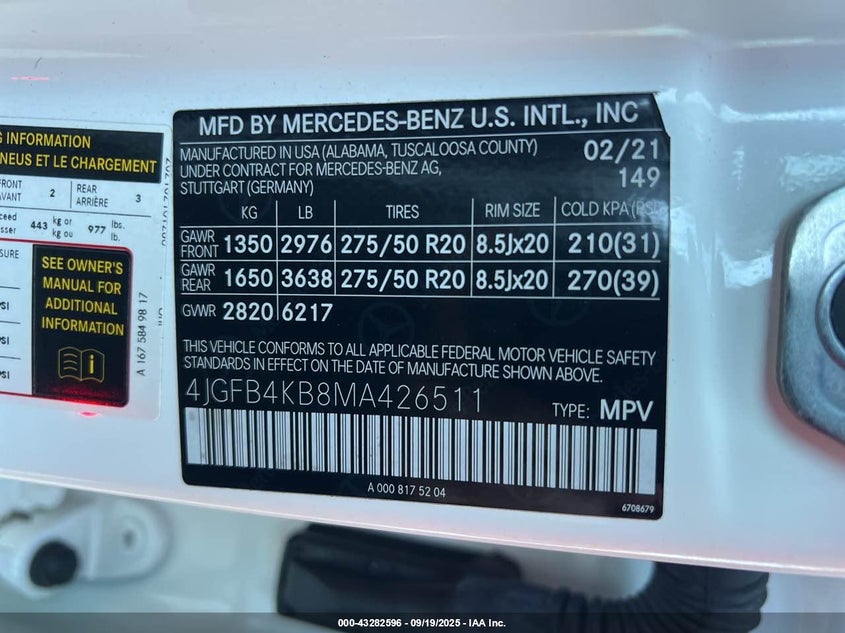 G INFORMATION
NEUS ET LE CHARGEMENT
FRONT
AVANT
2
REAR
ARRIÈRE
3
443 kg or kg ou 977 lbs. lb.
SEE OWNER'S
MANUAL FOR
ADDITIONAL
INFORMATION
A 167 584 98 17
MFD BY MERCEDES-BENZ U.S. INTL., INC
MANUFACTURED IN USA (ALABAMA, TUSCALOOSA COUNTY) 02/21
UNDER CONTRACT FOR MERCEDES-BENZ AG, 149
STUTTGART (GERMANY)
KG LB TIRES RIM SIZE COLD KPA (PSI)
GAWR FRONT 1350 2976 275/50 R20 8.5Jx20 210(31)
GAWR REAR 1650 3638 275/50 R20 8.5Jx20 270(39)
GVWR 2820 6217
THIS VEHICLE CONFORMS TO ALL APPLICABLE FEDERAL MOTOR VEHICLE SAFETY
STANDARDS IN EFFECT ON THE DATE OF MANUFACTURE SHOWN ABOVE.
4JGFB4KB8MA426511 TYPE: MPV
A 000 817 52 04
6708679
000-43282596 - 09/19/2025 - IAA Inc.